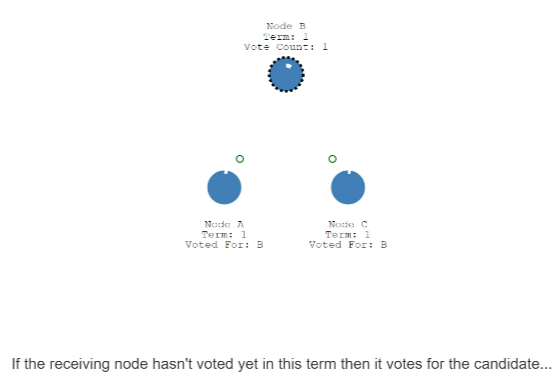 Node B
Term: 1
Vote Count: 1
Node A
Term: 1
Voted For: B
Node C
Term: 1
Voted For: B
If the receiving node hasn't voted yet in this term then it votes for the candidate...